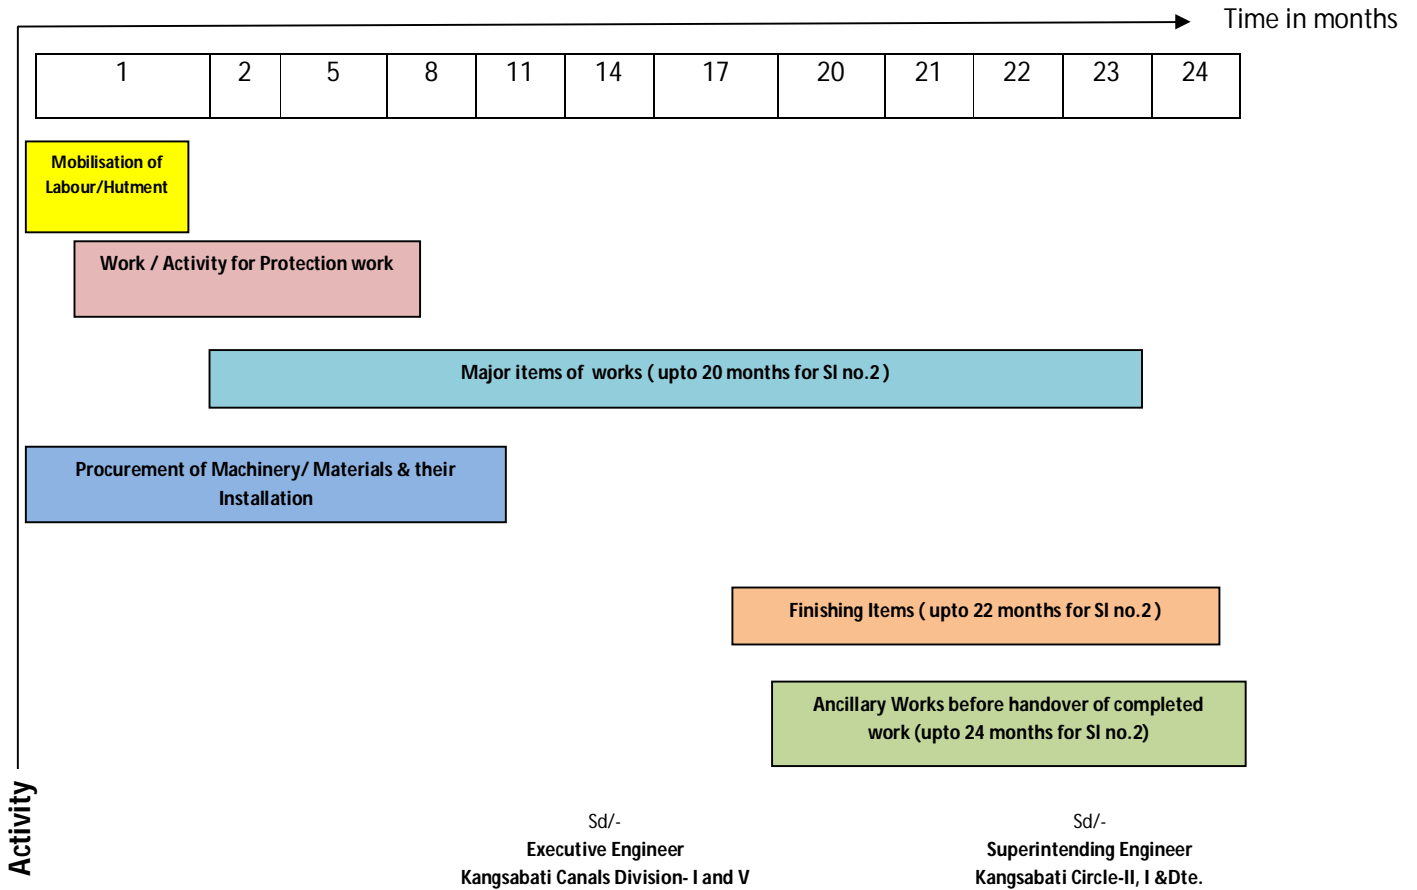 Time in months
1 2 5 8 11 14 17 20 21 22 23 24
Mobilisation of
Labour/Hutment
Work / Activity for Protection work
Major items of works ( upto 20 months for SI no.2 )
Procurement of Machinery/ Materials & their
Installation
Finishing Items ( upto 22 months for SI no.2 )
Ancillary Works before handover of completed
work (upto 24 months for SI no.2)
Activity
Sd/-
Executive Engineer
Kangsabati Canals Division- I and V
Sd/-
Superintending Engineer
Kangsabati Circle-II, I &Dte.